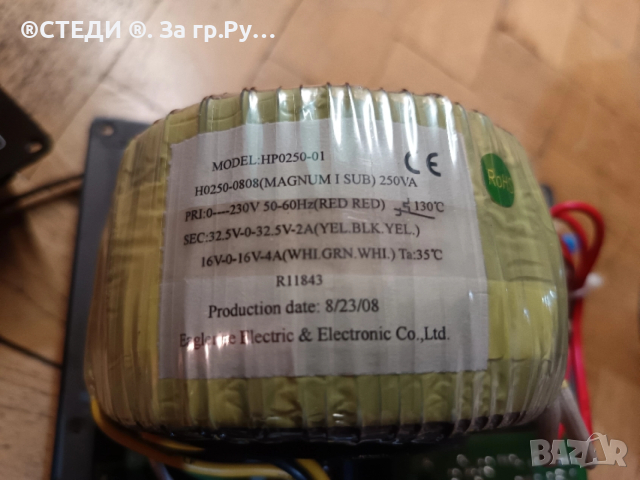 ®СТЕДИ ®. За гр.Ру...
MODEL:HP0250-01
CE
H0250-0808(MAGNUM I SUB) 250VA
RoHS
PRI:0----230V 50-60Hz(RED RED) 130℃
SEC:32.5V-0-32.5V-2A(YEL.BLK.YEL.)
16V-0-16V-4A(WHI.GRN.WHI.) Ta:35℃
R11843
Production date: 8/23/08
Electric & Electronic Co.,Ltd.
BAZAR